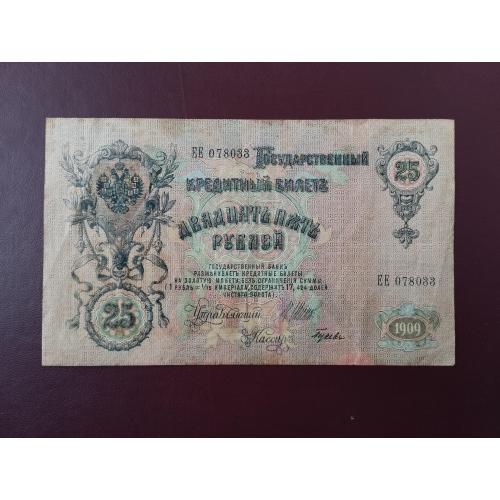 ЕЕ 078033 Государственный
25
кредитный билетъ
двадцать пять
рублей
Государственный банкъ
размѣниваетъ кредитные билеты
на золотую монету безъ ограниченія суммы
(1 рубль = 1/15 имперіала, содержитъ 17,424 долей
чистаго золота).
ЕЕ 078033
25
Управляющій
Кассиръ
1909